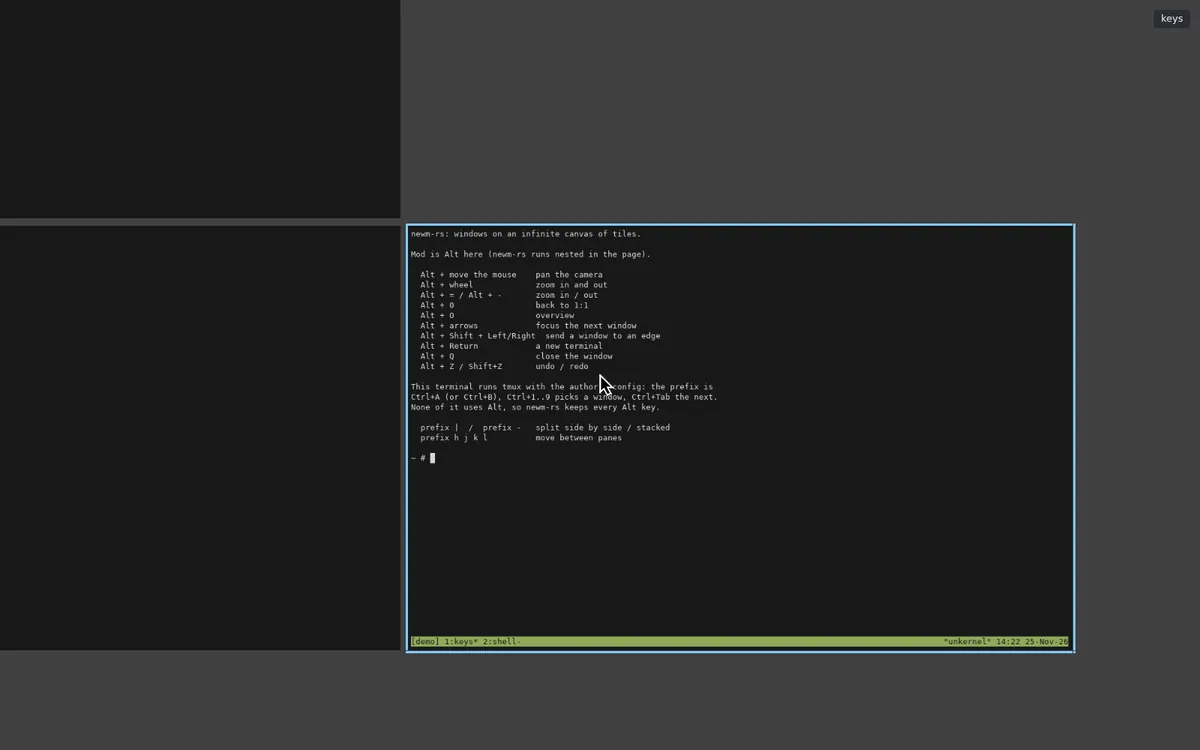 keys
newm-rs: windows on an infinite canvas of tiles.
Mod is Alt here (newm-rs runs nested in the page).
Alt + move the mouse pan the camera
Alt + wheel zoom in and out
Alt + = / Alt + - zoom in / out
Alt + 0 back to 1:1
Alt + O overview
Alt + arrows focus the next window
Alt + Shift + Left/Right send a window to an edge
Alt + Return a new terminal
Alt + Q close the window
Alt + Z / Shift+Z undo / redo
This terminal runs tmux with the author config: the prefix is
Ctrl+A (or Ctrl+B), Ctrl+1..9 picks a window, Ctrl+Tab the next.
None of it uses Alt, so newm-rs keeps every Alt key.
prefix | / prefix - split side by side / stacked
prefix h j k l move between panes
~ #
[demo] 1:keys* 2:shell- "unkernel" 14:22 25-Nov-26